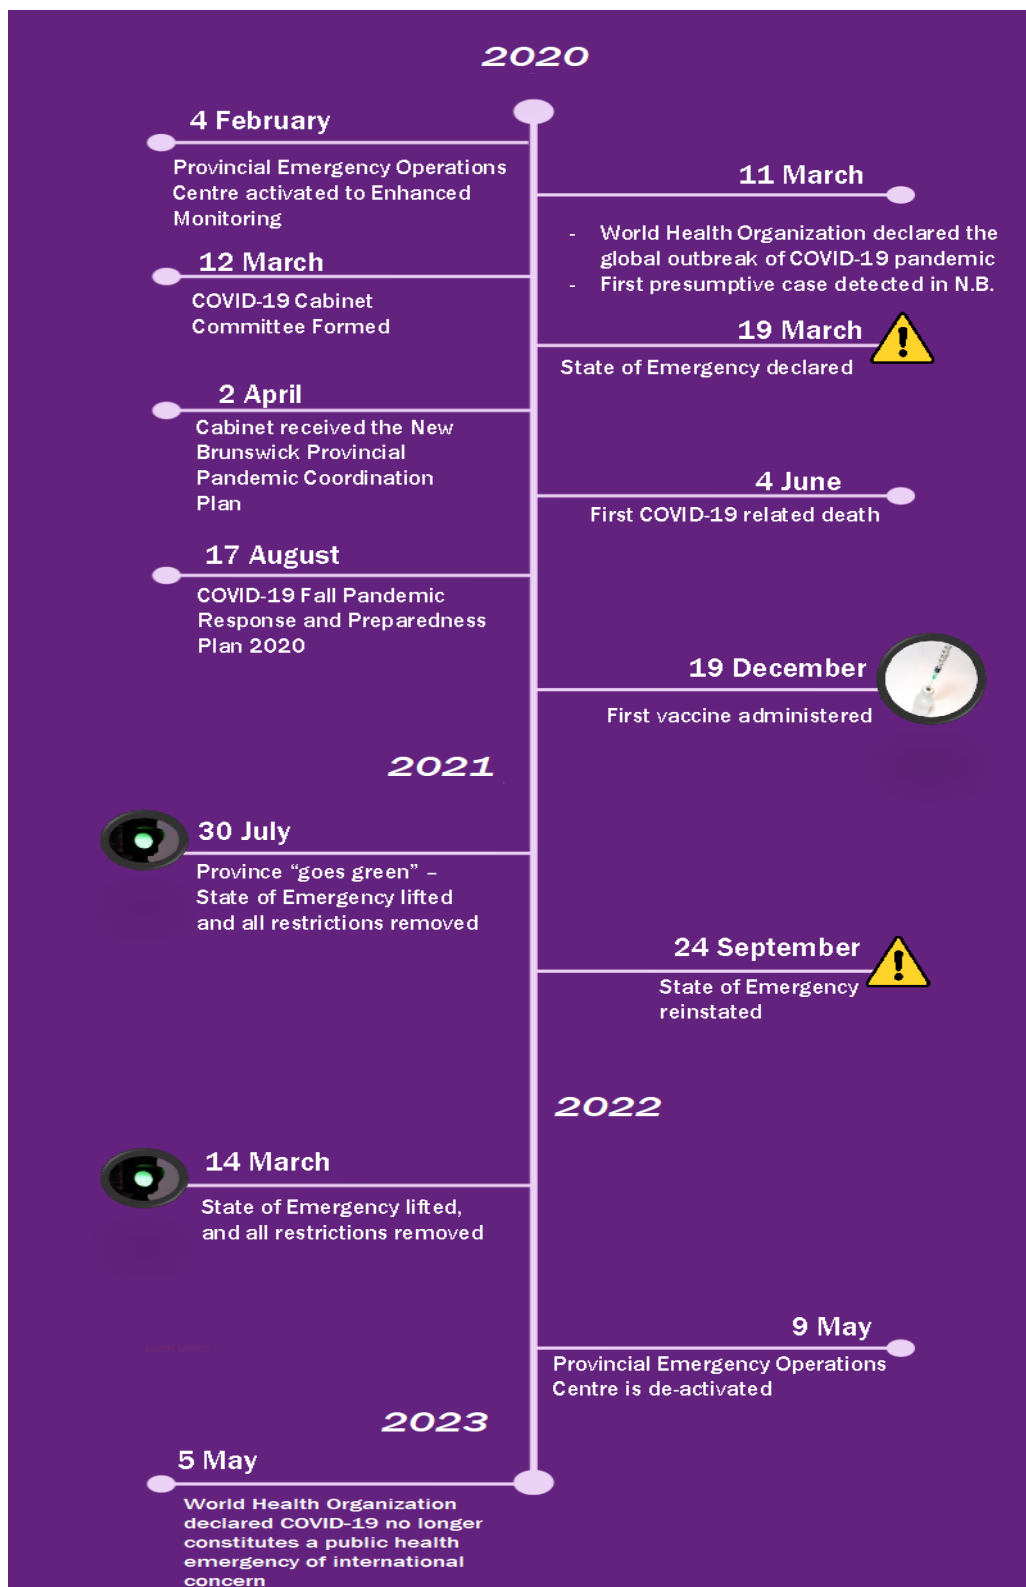 2020
4 February
Provincial Emergency Operations
Centre activated to Enhanced
Monitoring
11 March
- World Health Organization declared the
global outbreak of COVID-19 pandemic
- First presumptive case detected in N.B.
12 March
COVID-19 Cabinet
Committee Formed
19 March
State of Emergency declared
2 April
Cabinet received the New
Brunswick Provincial
Pandemic Coordination
Plan
4 June
First COVID-19 related death
17 August
COVID-19 Fall Pandemic
Response and Preparedness
Plan 2020
19 December
First vaccine administered
2021
30 July
Province “goes green” –
State of Emergency lifted
and all restrictions removed
24 September
State of Emergency
reinstated
2022
14 March
State of Emergency lifted,
and all restrictions removed
9 May
Provincial Emergency Operations
Centre is de-activated
2023
5 May
World Health Organization
declared COVID-19 no longer
constitutes a public health
emergency of international
concern